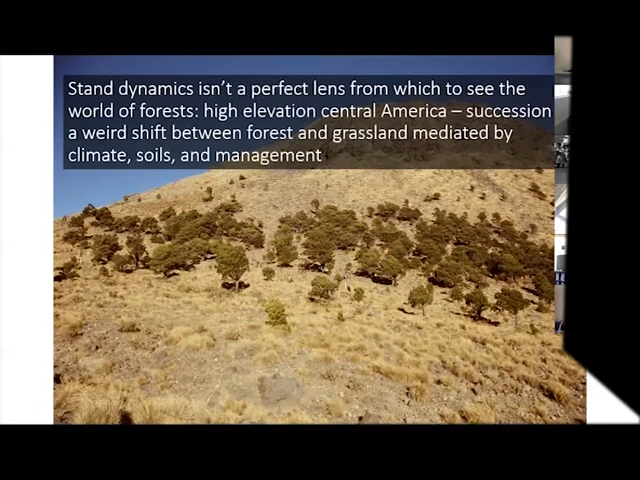 Stand dynamics isn't a perfect lens from which to see the
world of forests: high elevation central America – succession
a weird shift between forest and grassland mediated by
climate, soils, and management